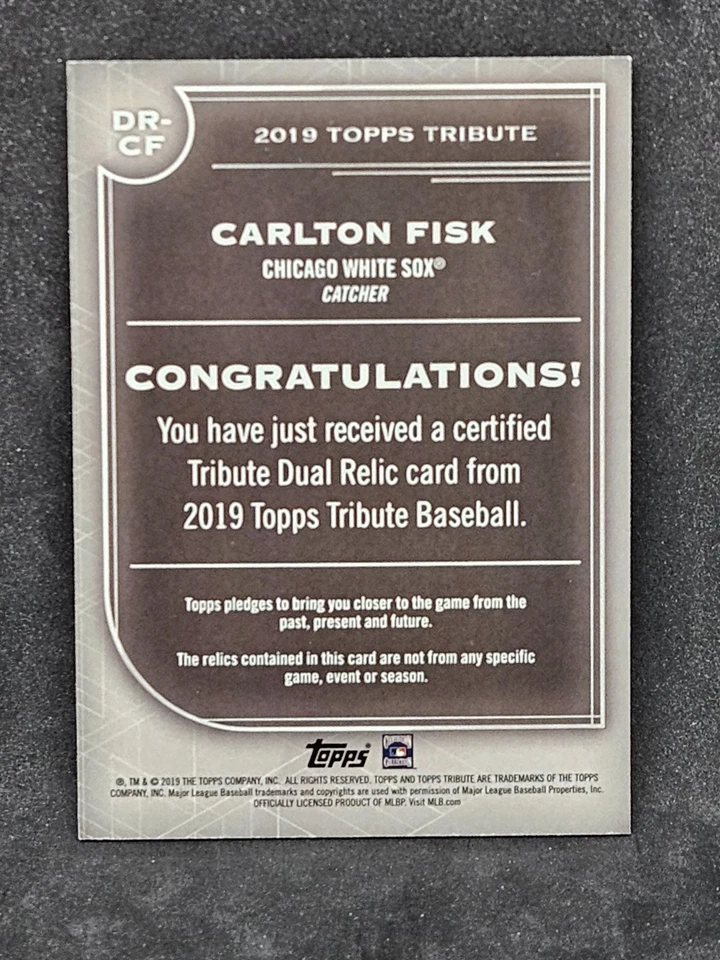 DR-
CF
2019 TOPPS TRIBUTE
CARLTON FISK
CHICAGO WHITE SOX®
CATCHER
CONGRATULATIONS!
You have just received a certified
Tribute Dual Relic card from
2019 Topps Tribute Baseball.
Topps pledges to bring you closer to the game from the
past, present and future.
The relics contained in this card are not from any specific
game, event or season.
topps®
®, TM & © 2019 THE TOPPS COMPANY, INC. ALL RIGHTS RESERVED. TOPPS AND TOPPS TRIBUTE ARE TRADEMARKS OF THE TOPPS
COMPANY, INC. Major League Baseball trademarks and copyrights are used with permission of Major League Baseball Properties, Inc.
OFFICIALLY LICENSED PRODUCT OF MLBP. Visit MLB.com